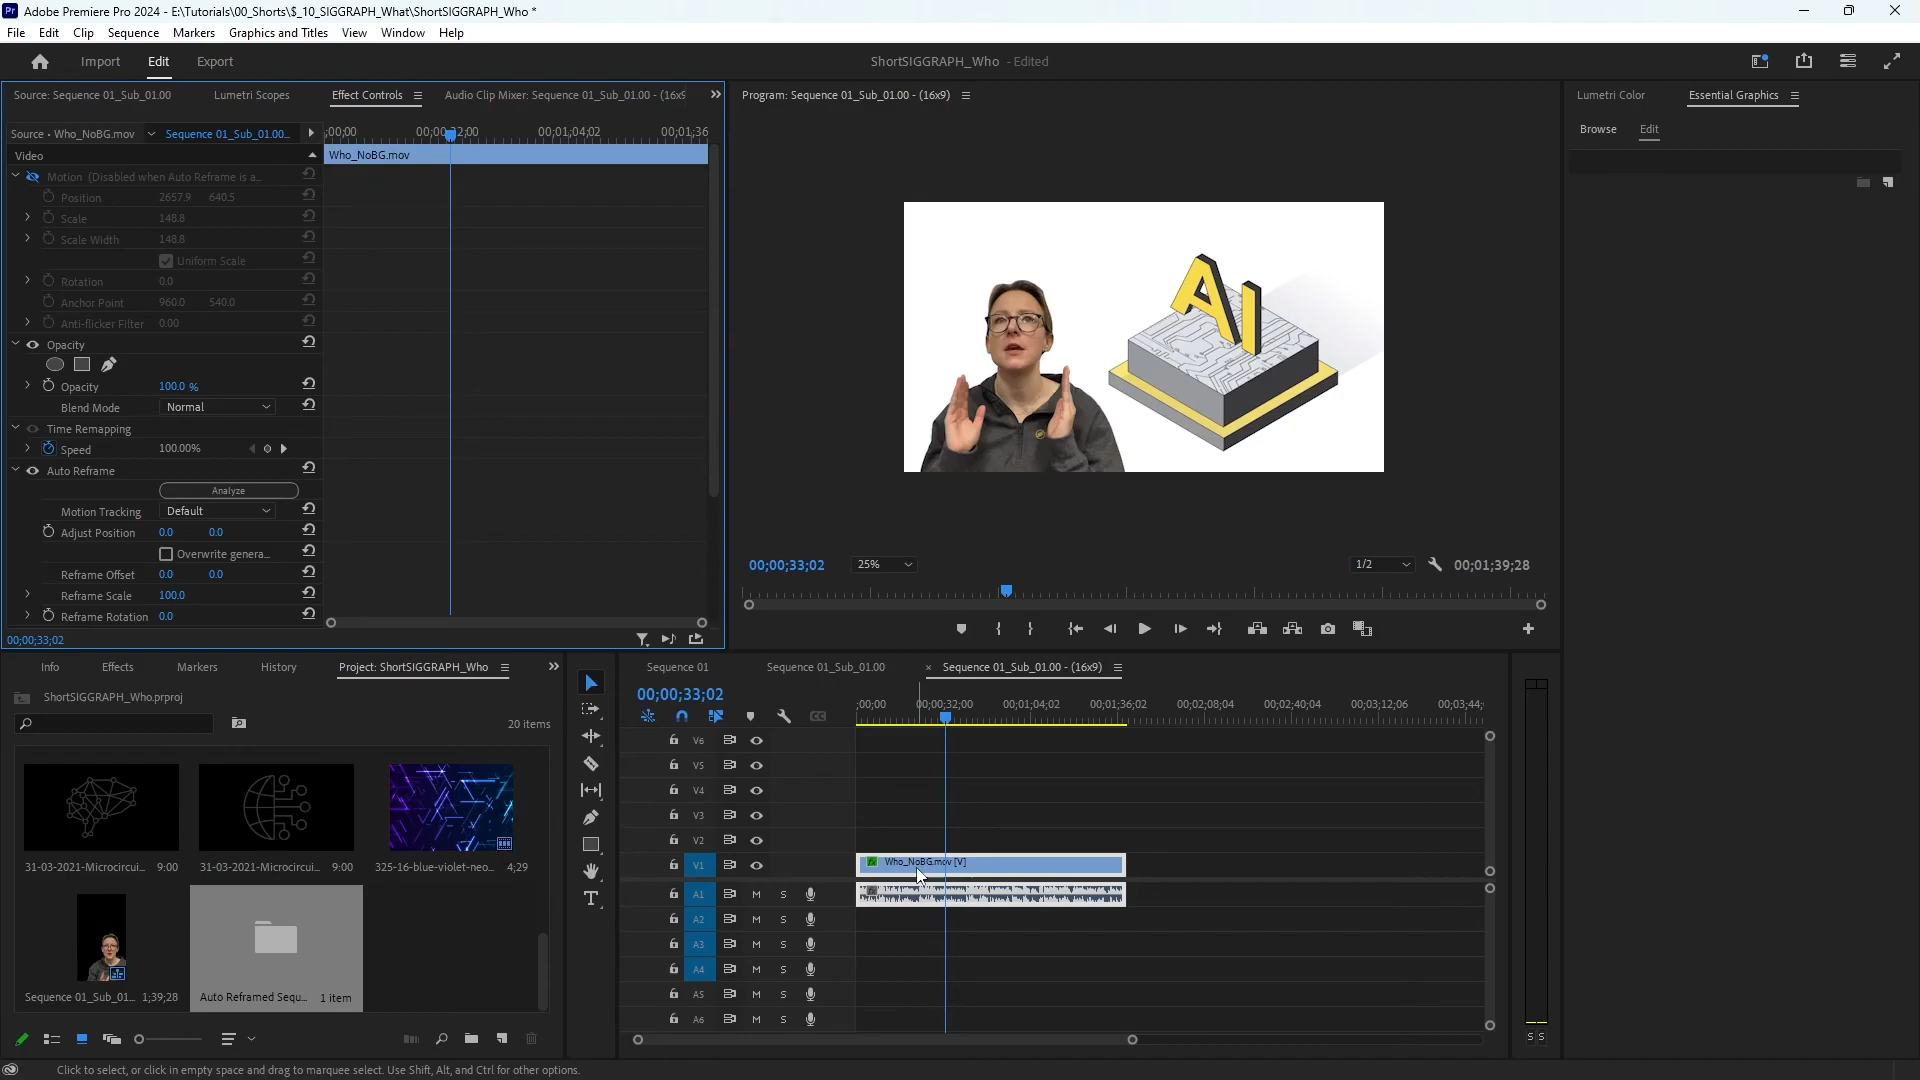 Pr Adobe Premiere Pro 2024 - E:\Tutorials\00_Shorts\$_10_SIGGRAPH_What\ShortSIGGRAPH_Who *
File Edit Clip Sequence Markers Graphics and Titles View Window Help
Import Edit Export ShortSIGGRAPH_Who - Edited
Source: Sequence 01_Sub_01.00 Lumetri Scopes Effect Controls Audio Clip Mixer: Sequence 01_Sub_01.00 - (16x9 Program: Sequence 01_Sub_01.00 - (16x9) Lumetri Color Essential Graphics
Browse Edit
Source • Who_NoBG.mov Sequence 01_Sub_01.00... ;00;00 00;00;32;00 00;01;04;02 00;01;36
Video Who_NoBG.mov
Motion (Disabled when Auto Reframe is a...
Position 2657.9 640.5
Scale 148.8
Scale Width 148.8
Uniform Scale
Rotation 0.0
Anchor Point 960.0 540.0
Anti-flicker Filter 0.00
Opacity
Opacity 100.0 %
Blend Mode Normal
Time Remapping
Speed 100.00%
Auto Reframe
Analyze
Motion Tracking Default
Adjust Position 0.0 0.0
Overwrite genera...
Reframe Offset 0.0 0.0
Reframe Scale 100.0
Reframe Rotation 0.0
00;00;33;02
AI
00;00;33;02 25% 1/2 00;01;39;28
Info Effects Markers History Project: ShortSIGGRAPH_Who
ShortSIGGRAPH_Who.prproj
20 items
31-03-2021-Microcircui... 9:00 31-03-2021-Microcircui... 9:00 325-16-blue-violet-neo... 4;29
Sequence 01_Sub_01... 1;39;28 Auto Reframed Sequ... 1 item
Sequence 01 Sequence 01_Sub_01.00 × Sequence 01_Sub_01.00 - (16x9)
00;00;33;02
;00;00 00;00;32;00 00;01;04;02 00;01;36;02 00;02;08;04 00;02;40;04 00;03;12;06 00;03;44;
V6
V5
V4
V3
V2
V1 fx Who_NoBG.mov [V]
A1 M S fx
A2 M S
A3 M S
A4 M S
A5 M S
A6 M S
S S
Click to select, or click in empty space and drag to marquee select. Use Shift, Alt, and Ctrl for other options.